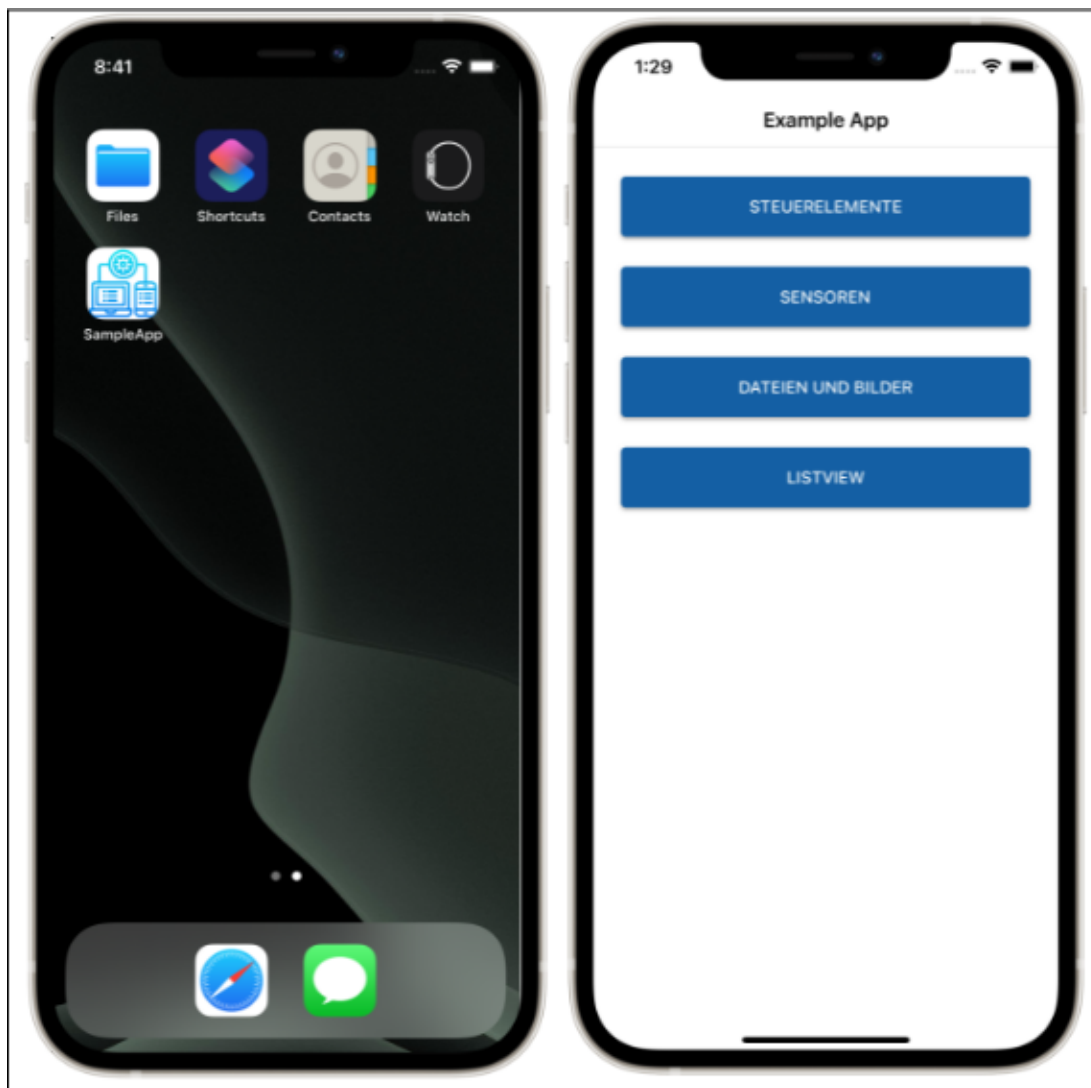 8:41
Files
Shortcuts
Contacts
Watch
SampleApp
1:29
Example App
STEUERELEMENTE
SENSOREN
DATEIEN UND BILDER
LISTVIEW